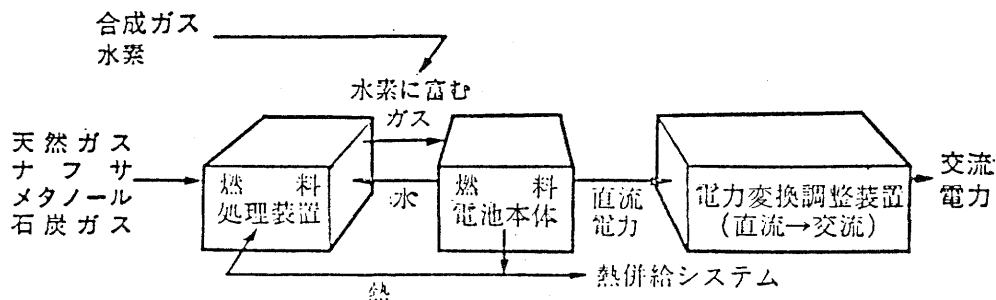 合成ガス
水素
水素に富む
ガス
天然ガス
ナフサ
メタノール
石炭ガス
燃料
処理装置
水
燃料
電池本体
直流
電力
電力変換調整装置
(直流→交流)
交流
電力
熱
熱併給システム